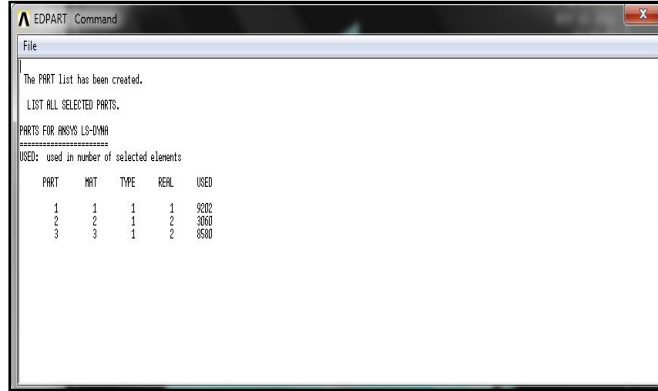 EDPART Command
File
The PART list has been created.
LIST ALL SELECTED PARTS.
PARTS FOR ANSYS LS-DYNA
=======================
USED: used in number of selected elements
PART MAT TYPE REAL USED
1 1 1 1 9202
2 2 1 2 3060
3 3 1 2 8580